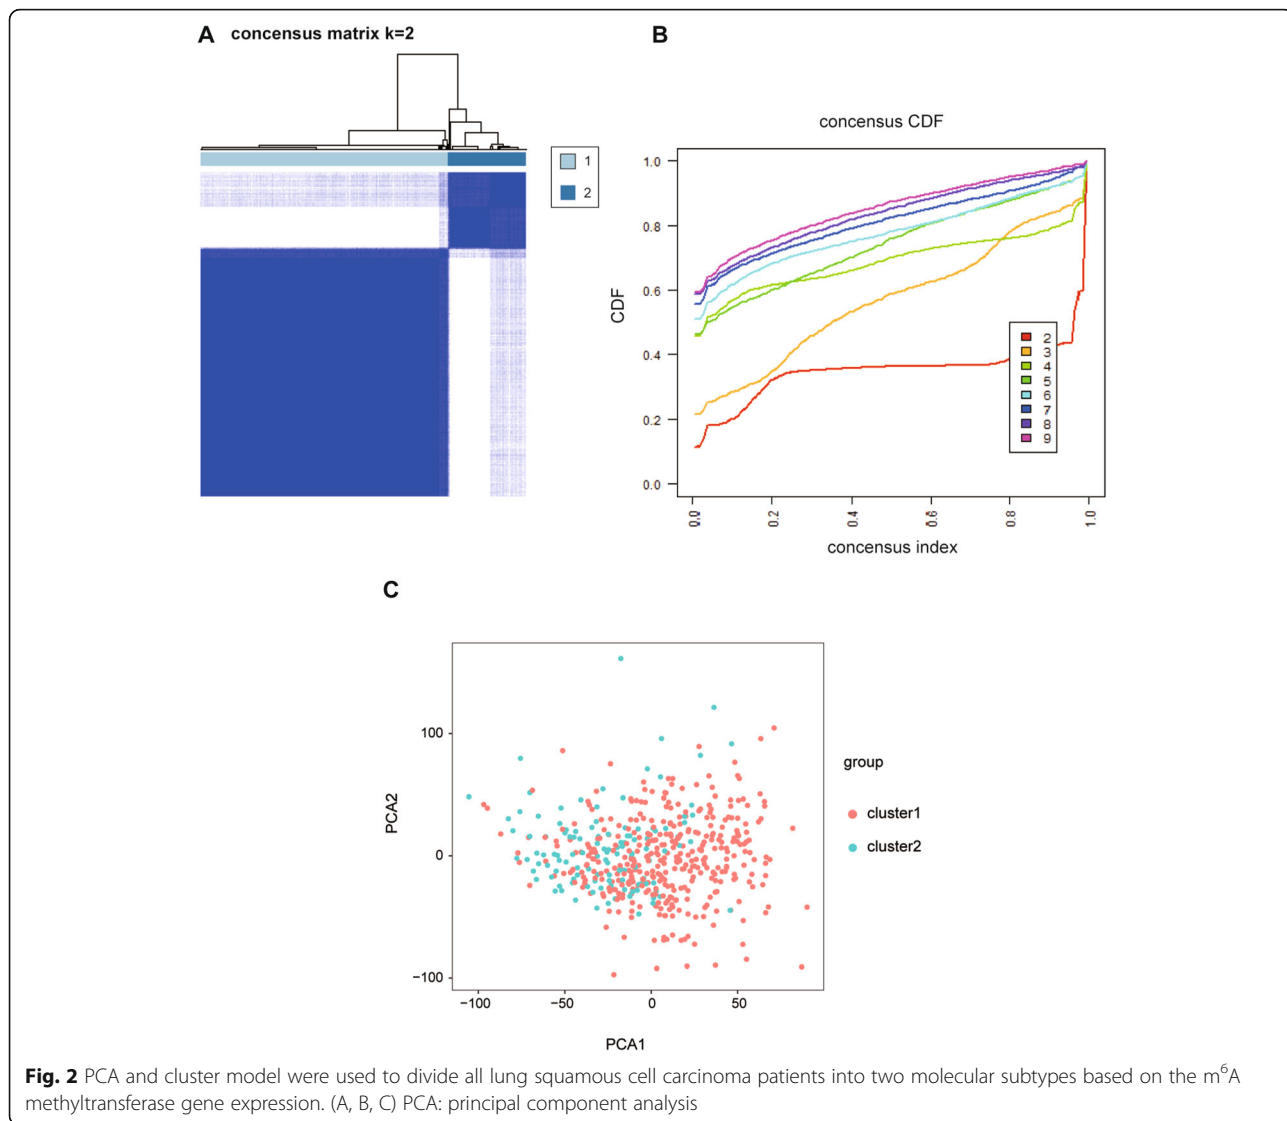 A concensus matrix k=2
1
2
B
concensus CDF
CDF
1.0
0.8
0.6
0.4
0.2
0.0
2
3
4
5
6
7
8
9
0.0
0.2
0.4
0.6
0.8
1.0
concensus index
C
PCA2
100
0
−100
−100
−50
0
50
PCA1
group
cluster1
cluster2
Fig. 2 PCA and cluster model were used to divide all lung squamous cell carcinoma patients into two molecular subtypes based on the m⁶A
methyltransferase gene expression. (A, B, C) PCA: principal component analysis